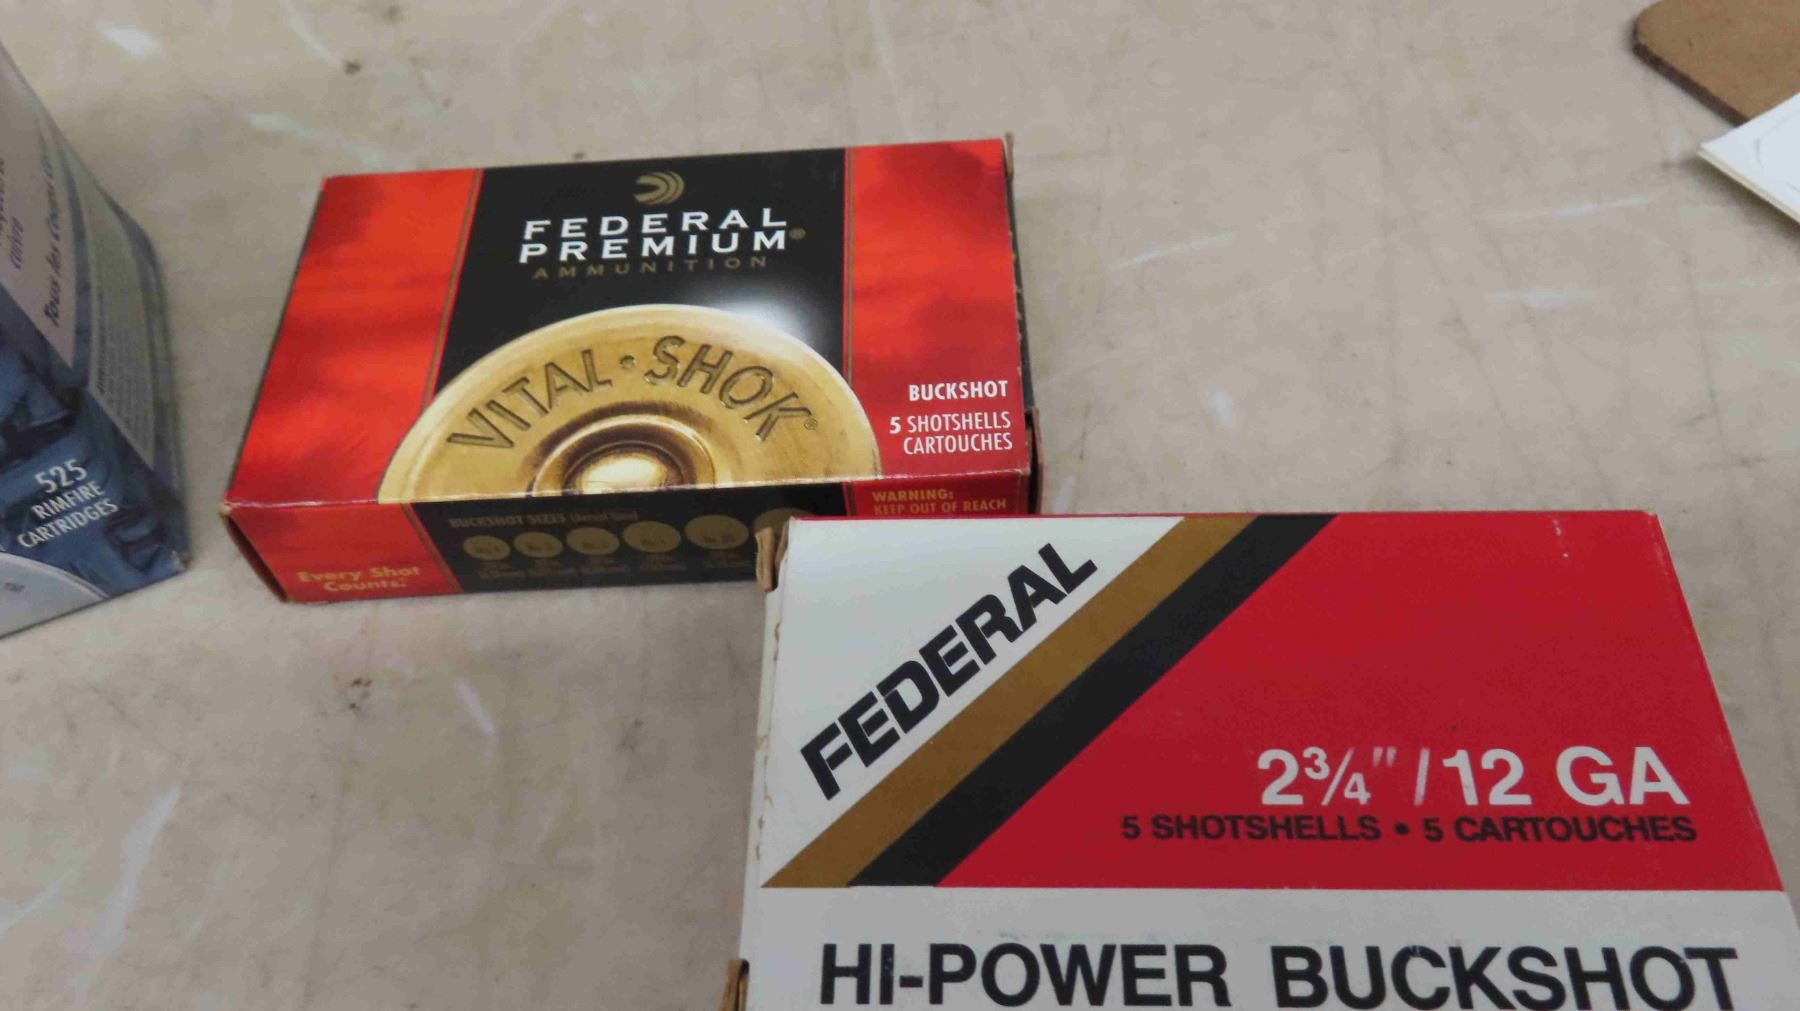 FEDERAL
PREMIUM®
AMMUNITION
VITAL·SHOK®
BUCKSHOT
5 SHOTSHELLS
CARTOUCHES
WARNING:
KEEP OUT OF REACH
BUCKSHOT SIZES
Every Shot
Counts.
525
RIMFIRE
CARTRIDGES
FEDERAL
2¾" / 12 GA
5 SHOTSHELLS • 5 CARTOUCHES
HI-POWER BUCKSHOT